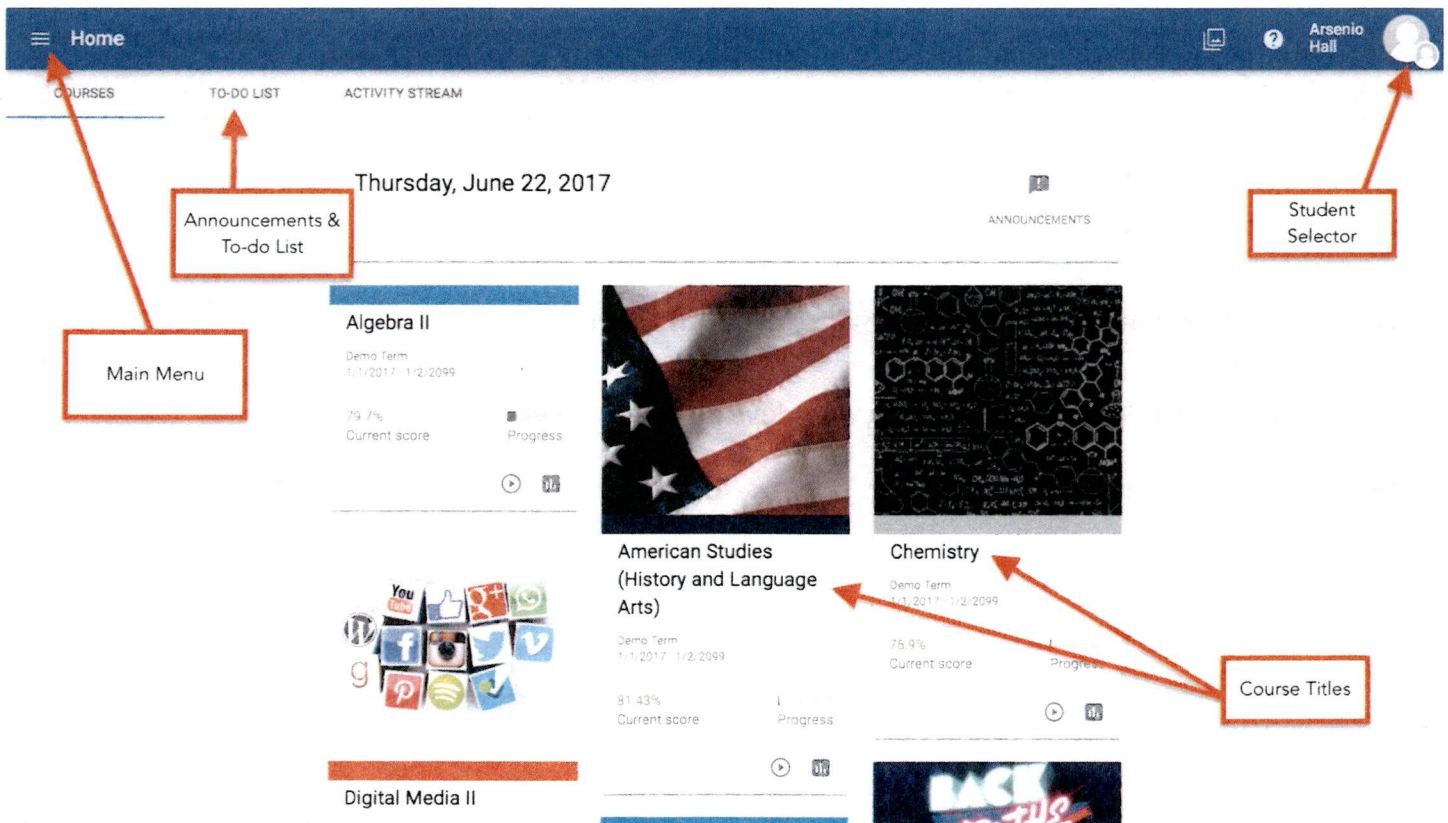 Home
Arsenio
Hall
COURSES
TO-DO LIST
ACTIVITY STREAM
Thursday, June 22, 2017
ANNOUNCEMENTS
Announcements &
To-do List
Student
Selector
Main Menu
Algebra II
Demo Term
1/1/2017 - 1/2/2099
79.7%
Current score
Progress
American Studies
(History and Language
Arts)
Demo Term
1/1/2017 - 1/2/2099
81.43%
Current score
Progress
Chemistry
Demo Term
1/1/2017 - 1/2/2099
76.9%
Current score
Progress
Course Titles
You
Tube
Digital Media II
BACK